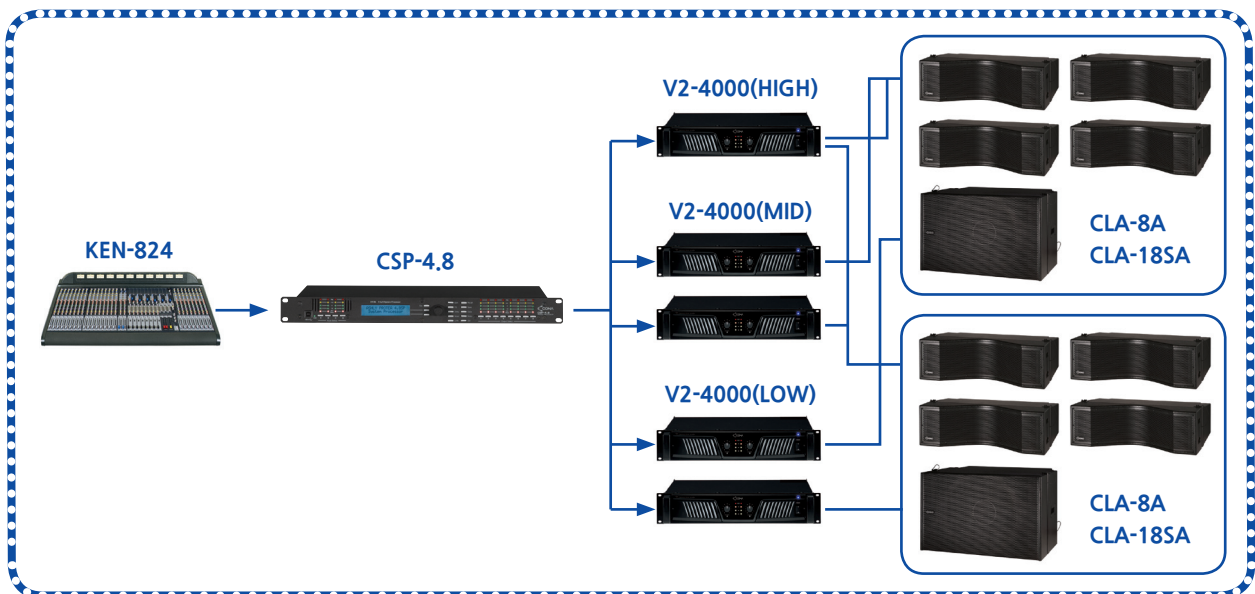 V2-4000(HIGH)
V2-4000(MID)
KEN-824
CSP-4.8
V2-4000(LOW)
CLA-8A
CLA-18SA
CLA-8A
CLA-18SA